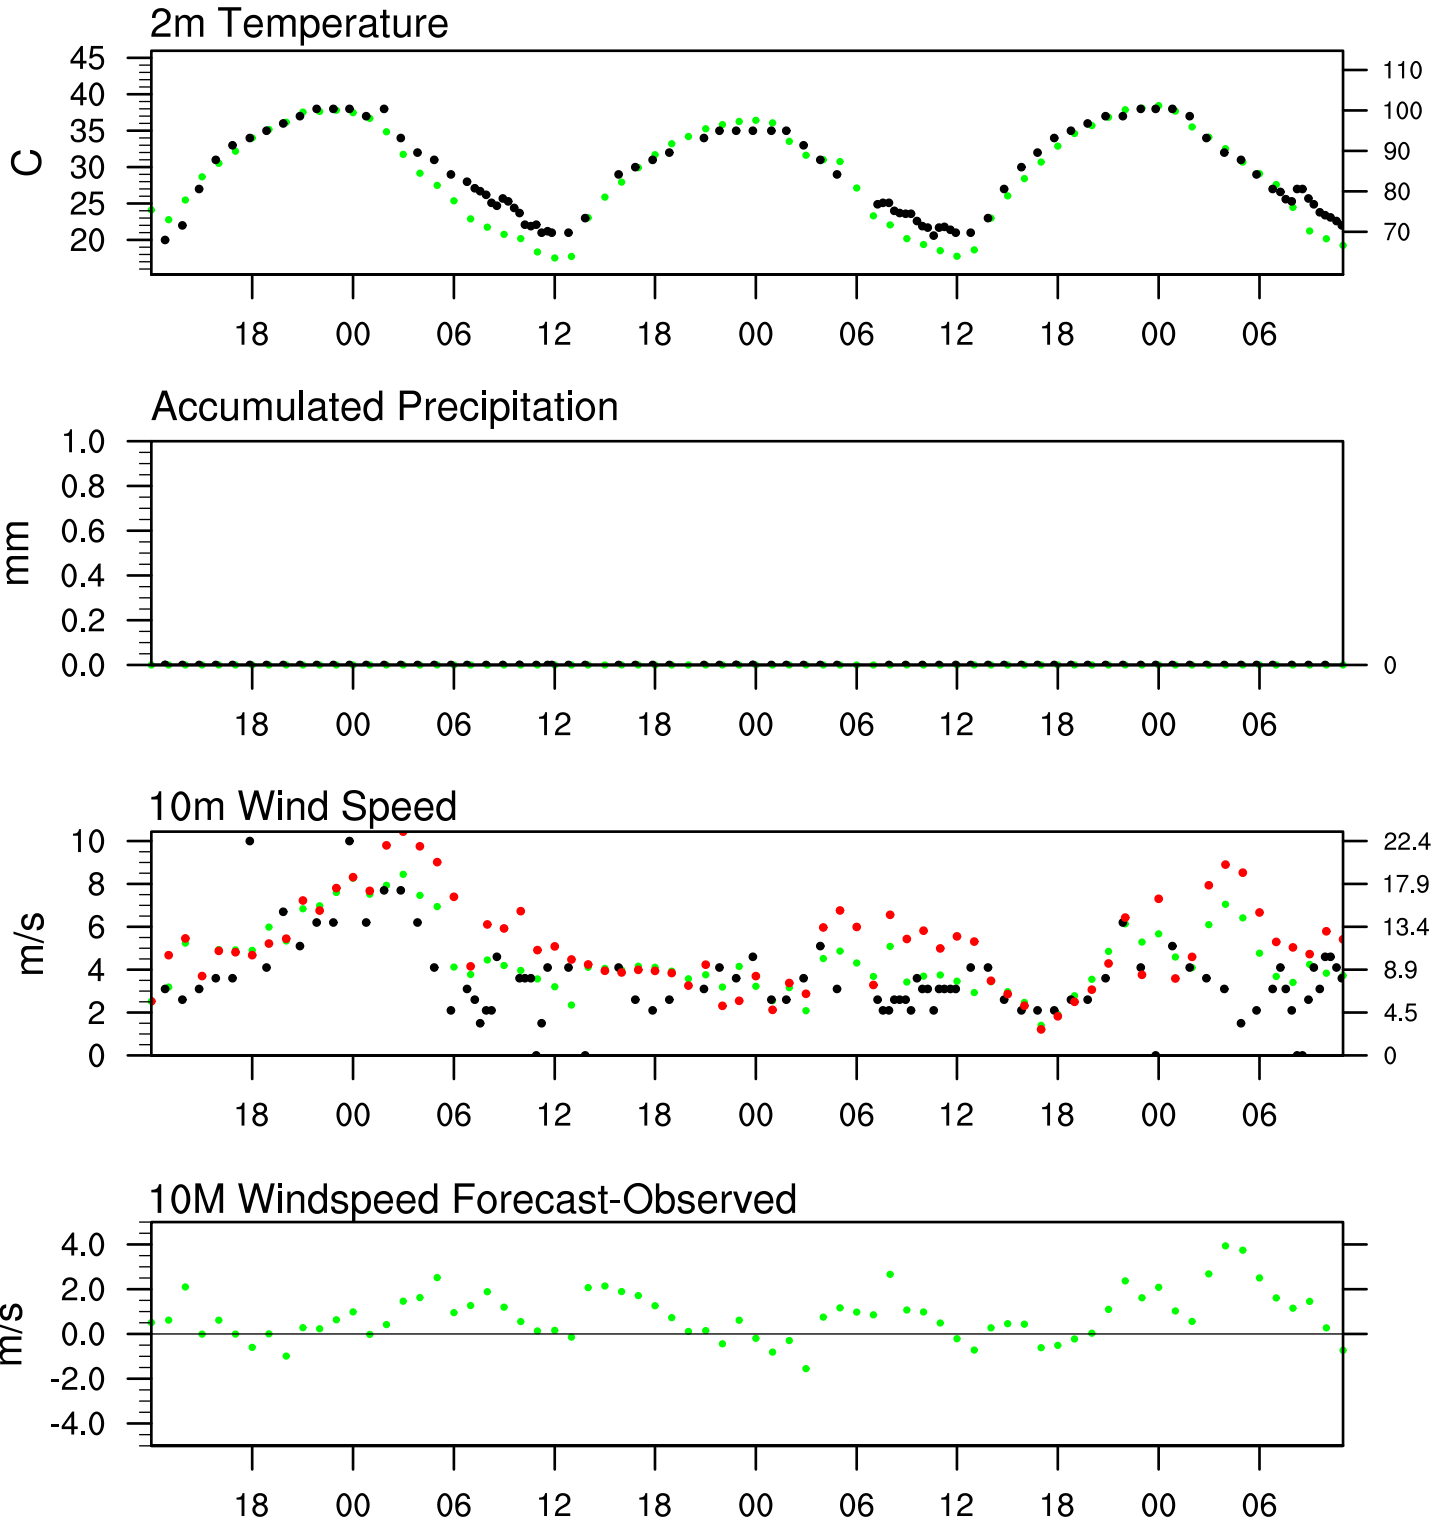 2m Temperature
45
40
35
30
25
20
C
110
100
90
80
70
18 00 06 12 18 00 06 12 18 00 06
Accumulated Precipitation
1.0
0.8
0.6
0.4
0.2
0.0
mm
0
18 00 06 12 18 00 06 12 18 00 06
10m Wind Speed
10
8
6
4
2
0
m/s
22.4
17.9
13.4
8.9
4.5
0
18 00 06 12 18 00 06 12 18 00 06
10M Windspeed Forecast-Observed
4.0
2.0
0.0
-2.0
-4.0
m/s
18 00 06 12 18 00 06 12 18 00 06